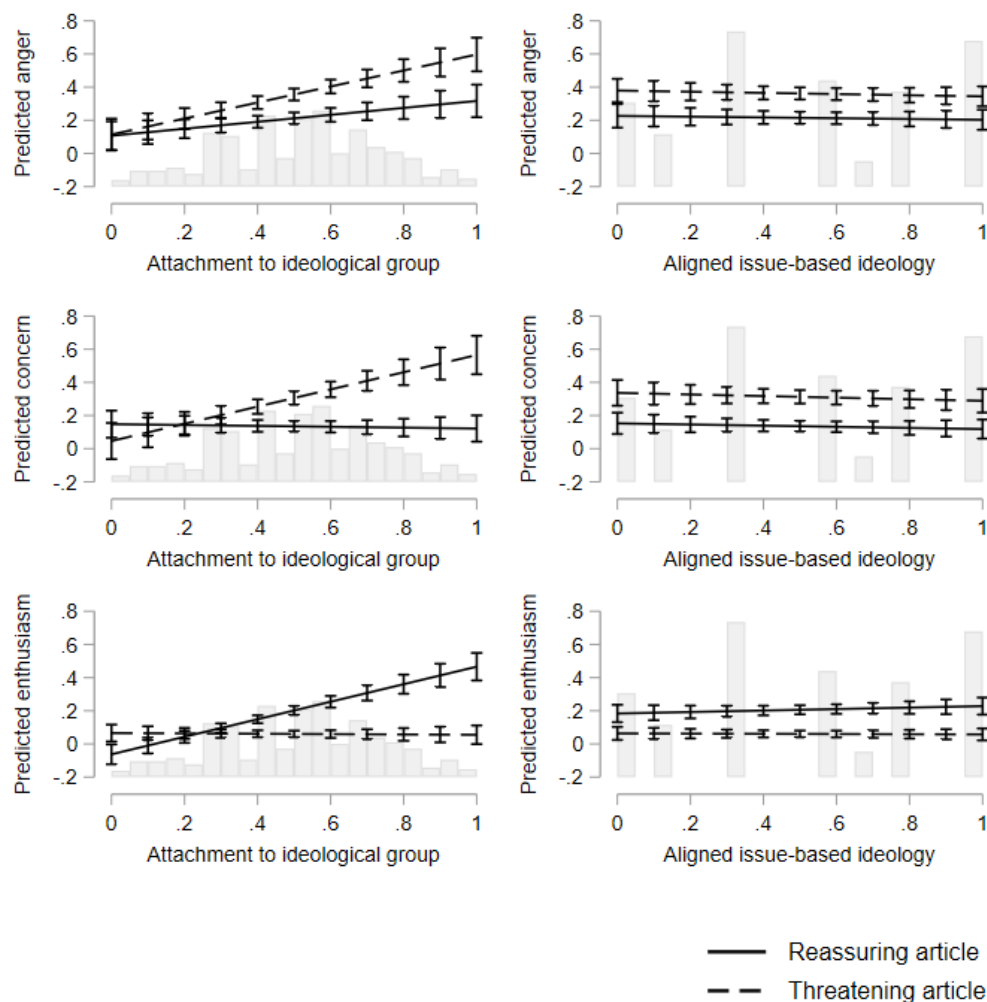 Predicted anger
.8
.6
.4
.2
0
-.2
0 .2 .4 .6 .8 1
Attachment to ideological group
Predicted anger
.8
.6
.4
.2
0
-.2
0 .2 .4 .6 .8 1
Aligned issue-based ideology
Predicted concern
.8
.6
.4
.2
0
-.2
0 .2 .4 .6 .8 1
Attachment to ideological group
Predicted concern
.8
.6
.4
.2
0
-.2
0 .2 .4 .6 .8 1
Aligned issue-based ideology
Predicted enthusiasm
.8
.6
.4
.2
0
-.2
0 .2 .4 .6 .8 1
Attachment to ideological group
Predicted enthusiasm
.8
.6
.4
.2
0
-.2
0 .2 .4 .6 .8 1
Aligned issue-based ideology
Reassuring article
Threatening article